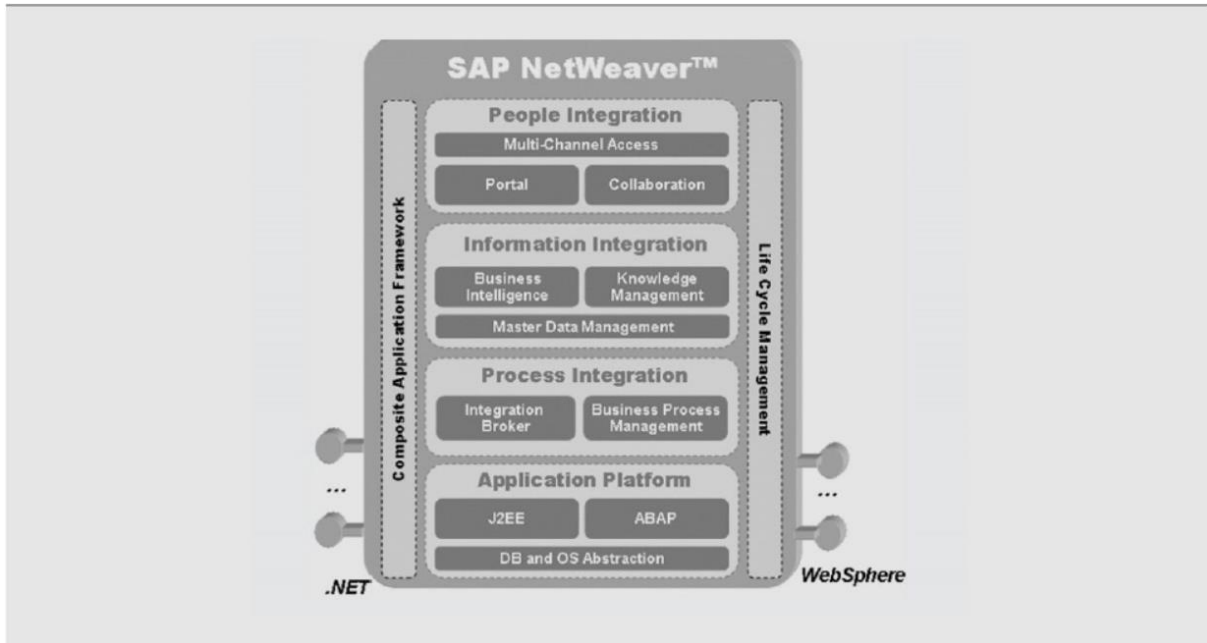 SAP NetWeaver™
People Integration
Multi-Channel Access
Portal
Collaboration
Information Integration
Business
Intelligence
Knowledge
Management
Master Data Management
Process Integration
Integration
Broker
Business Process
Management
Application Platform
J2EE
ABAP
DB and OS Abstraction
Composite Application Framework
Life Cycle Management
...
...
.NET
WebSphere